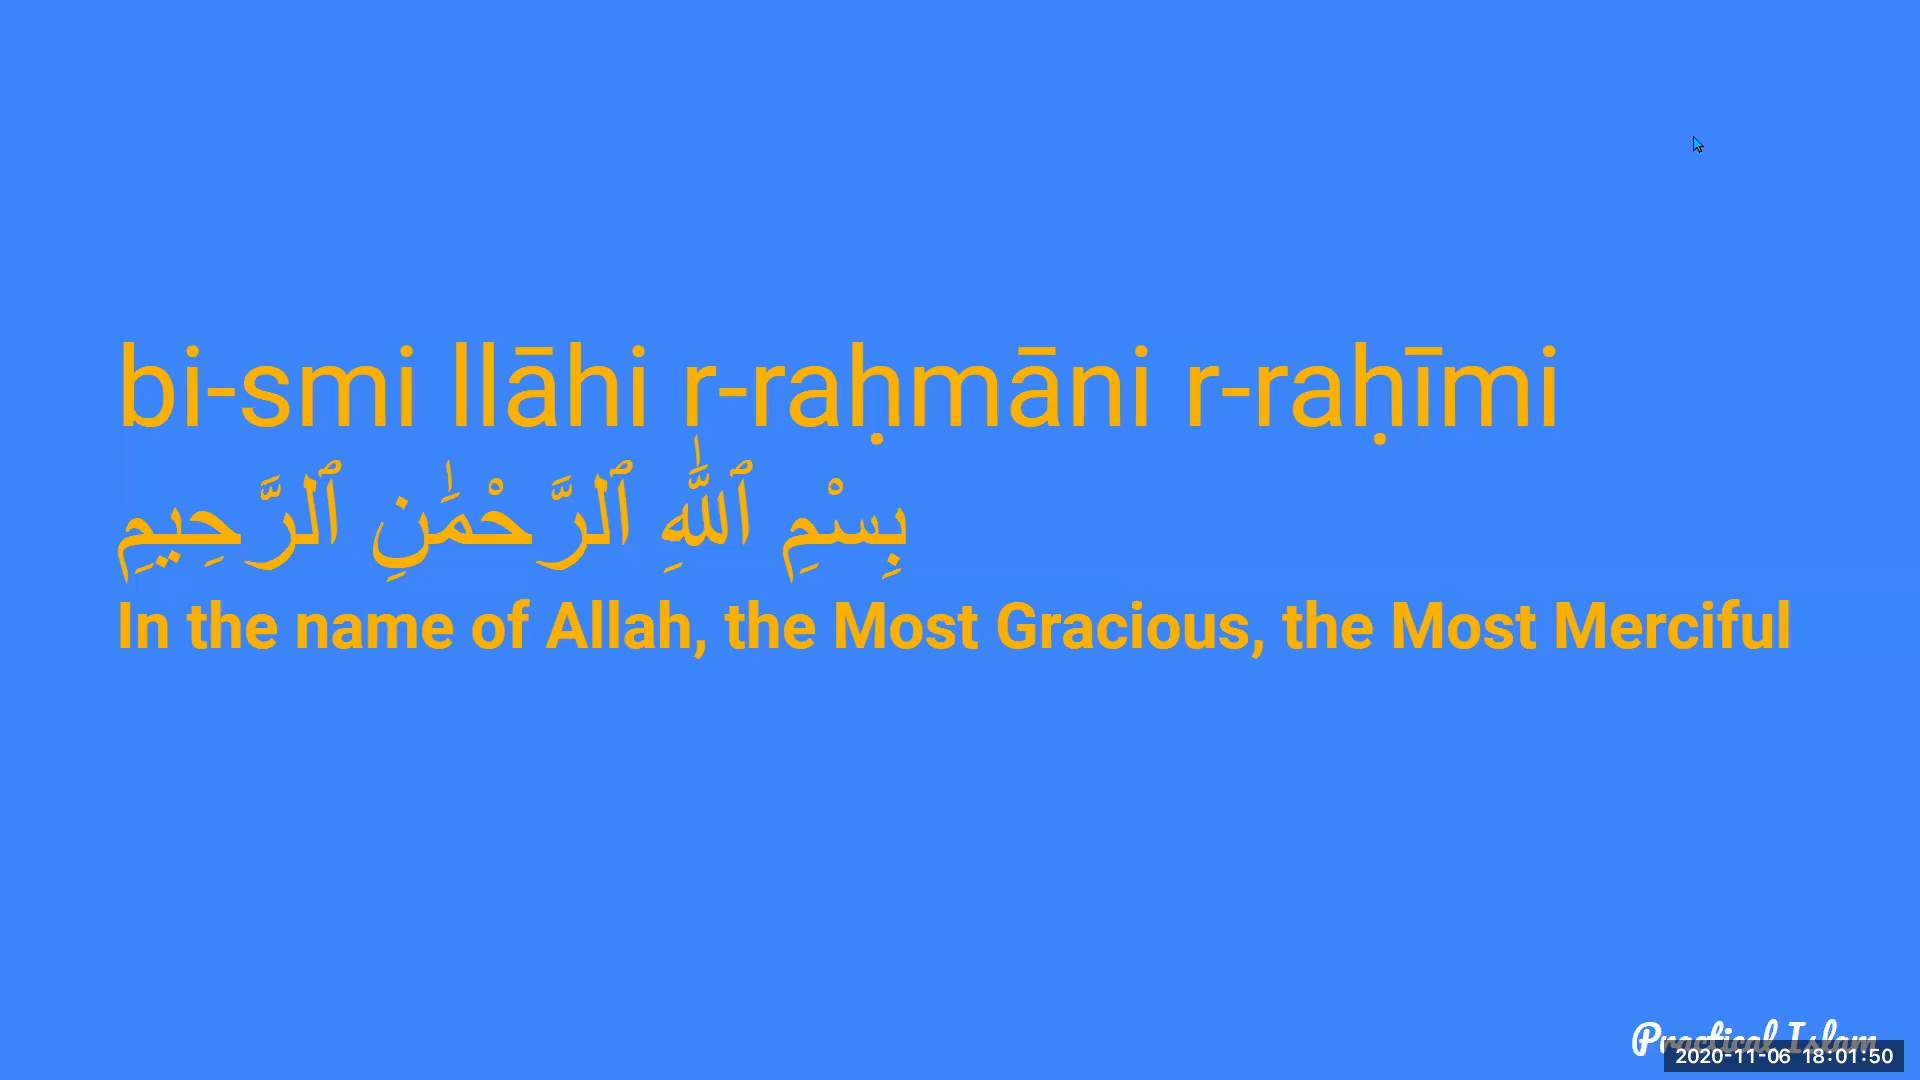 bi-smi llāhi r-raḥmāni r-raḥīmi
بِسْمِ ٱللَّٰهِ ٱلرَّحْمَٰنِ ٱلرَّحِيمِ
In the name of Allah, the Most Gracious, the Most Merciful
Practical Islam
2020-11-06 18:01:50